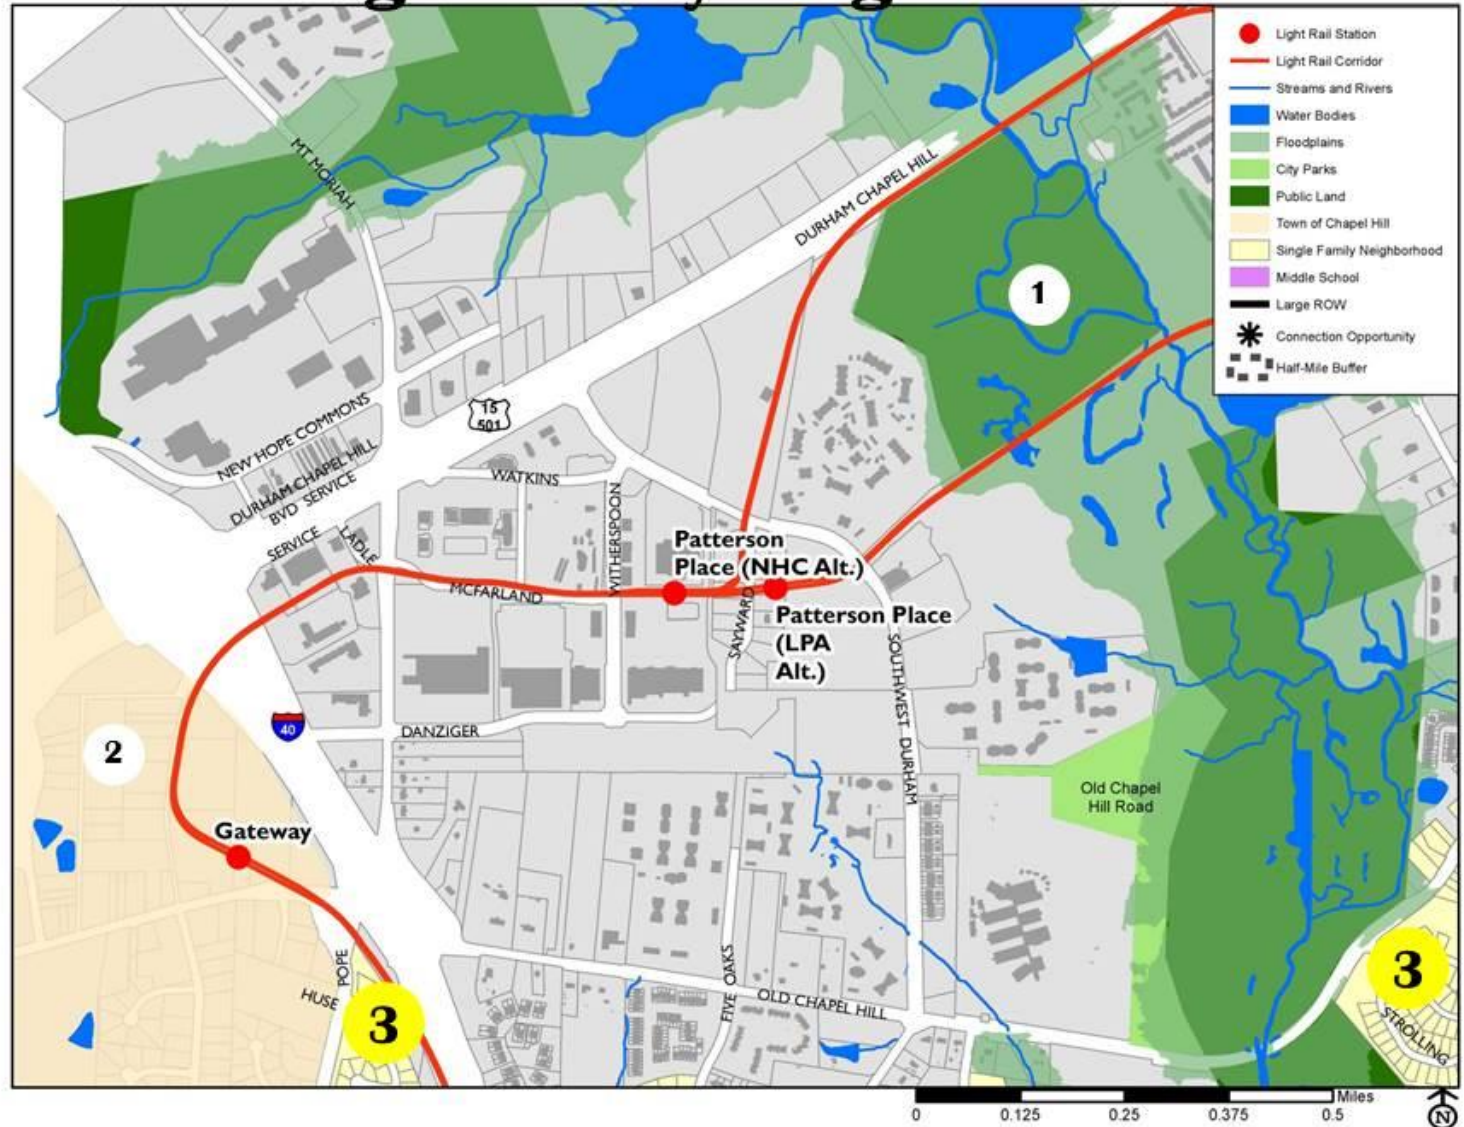 Light Rail Station
Light Rail Corridor
Streams and Rivers
Water Bodies
Floodplains
City Parks
Public Land
Town of Chapel Hill
Single Family Neighborhood
Middle School
Large ROW
Connection Opportunity
Half-Mile Buffer
MT MORIAH
DURHAM CHAPEL HILL
1
15
501
NEW HOPE COMMONS
DURHAM CHAPEL HILL
BVD SERVICE
SERVICE
LADLE
WATKINS
WITHERSPOON
MCFARLAND
Patterson
Place (NHC Alt.)
Patterson Place
(LPA
Alt.)
SAYWARD
SOUTHWEST DURHAM
40
DANZIGER
2
Gateway
Old Chapel
Hill Road
POPE
HUSE
3
FIVE OAKS
OLD CHAPEL HILL
3
STROLLING
Miles
0 0.125 0.25 0.375 0.5
N